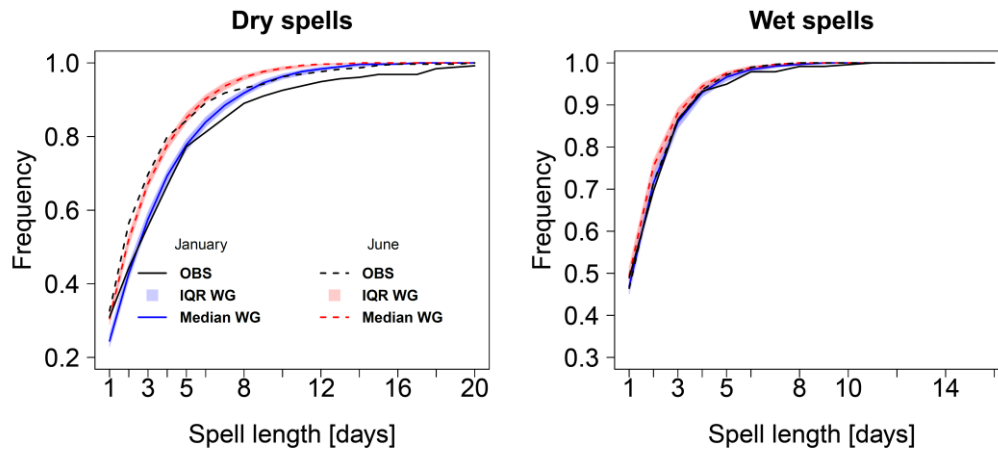 Dry spells
Frequency
1.0
0.8
0.6
0.4
0.2
January June
OBS OBS
IQR WG IQR WG
Median WG Median WG
1 3 5 8 12 16 20
Spell length [days]
Wet spells
Frequency
1.0
0.9
0.8
0.7
0.6
0.5
0.4
0.3
1 3 5 8 10 14
Spell length [days]